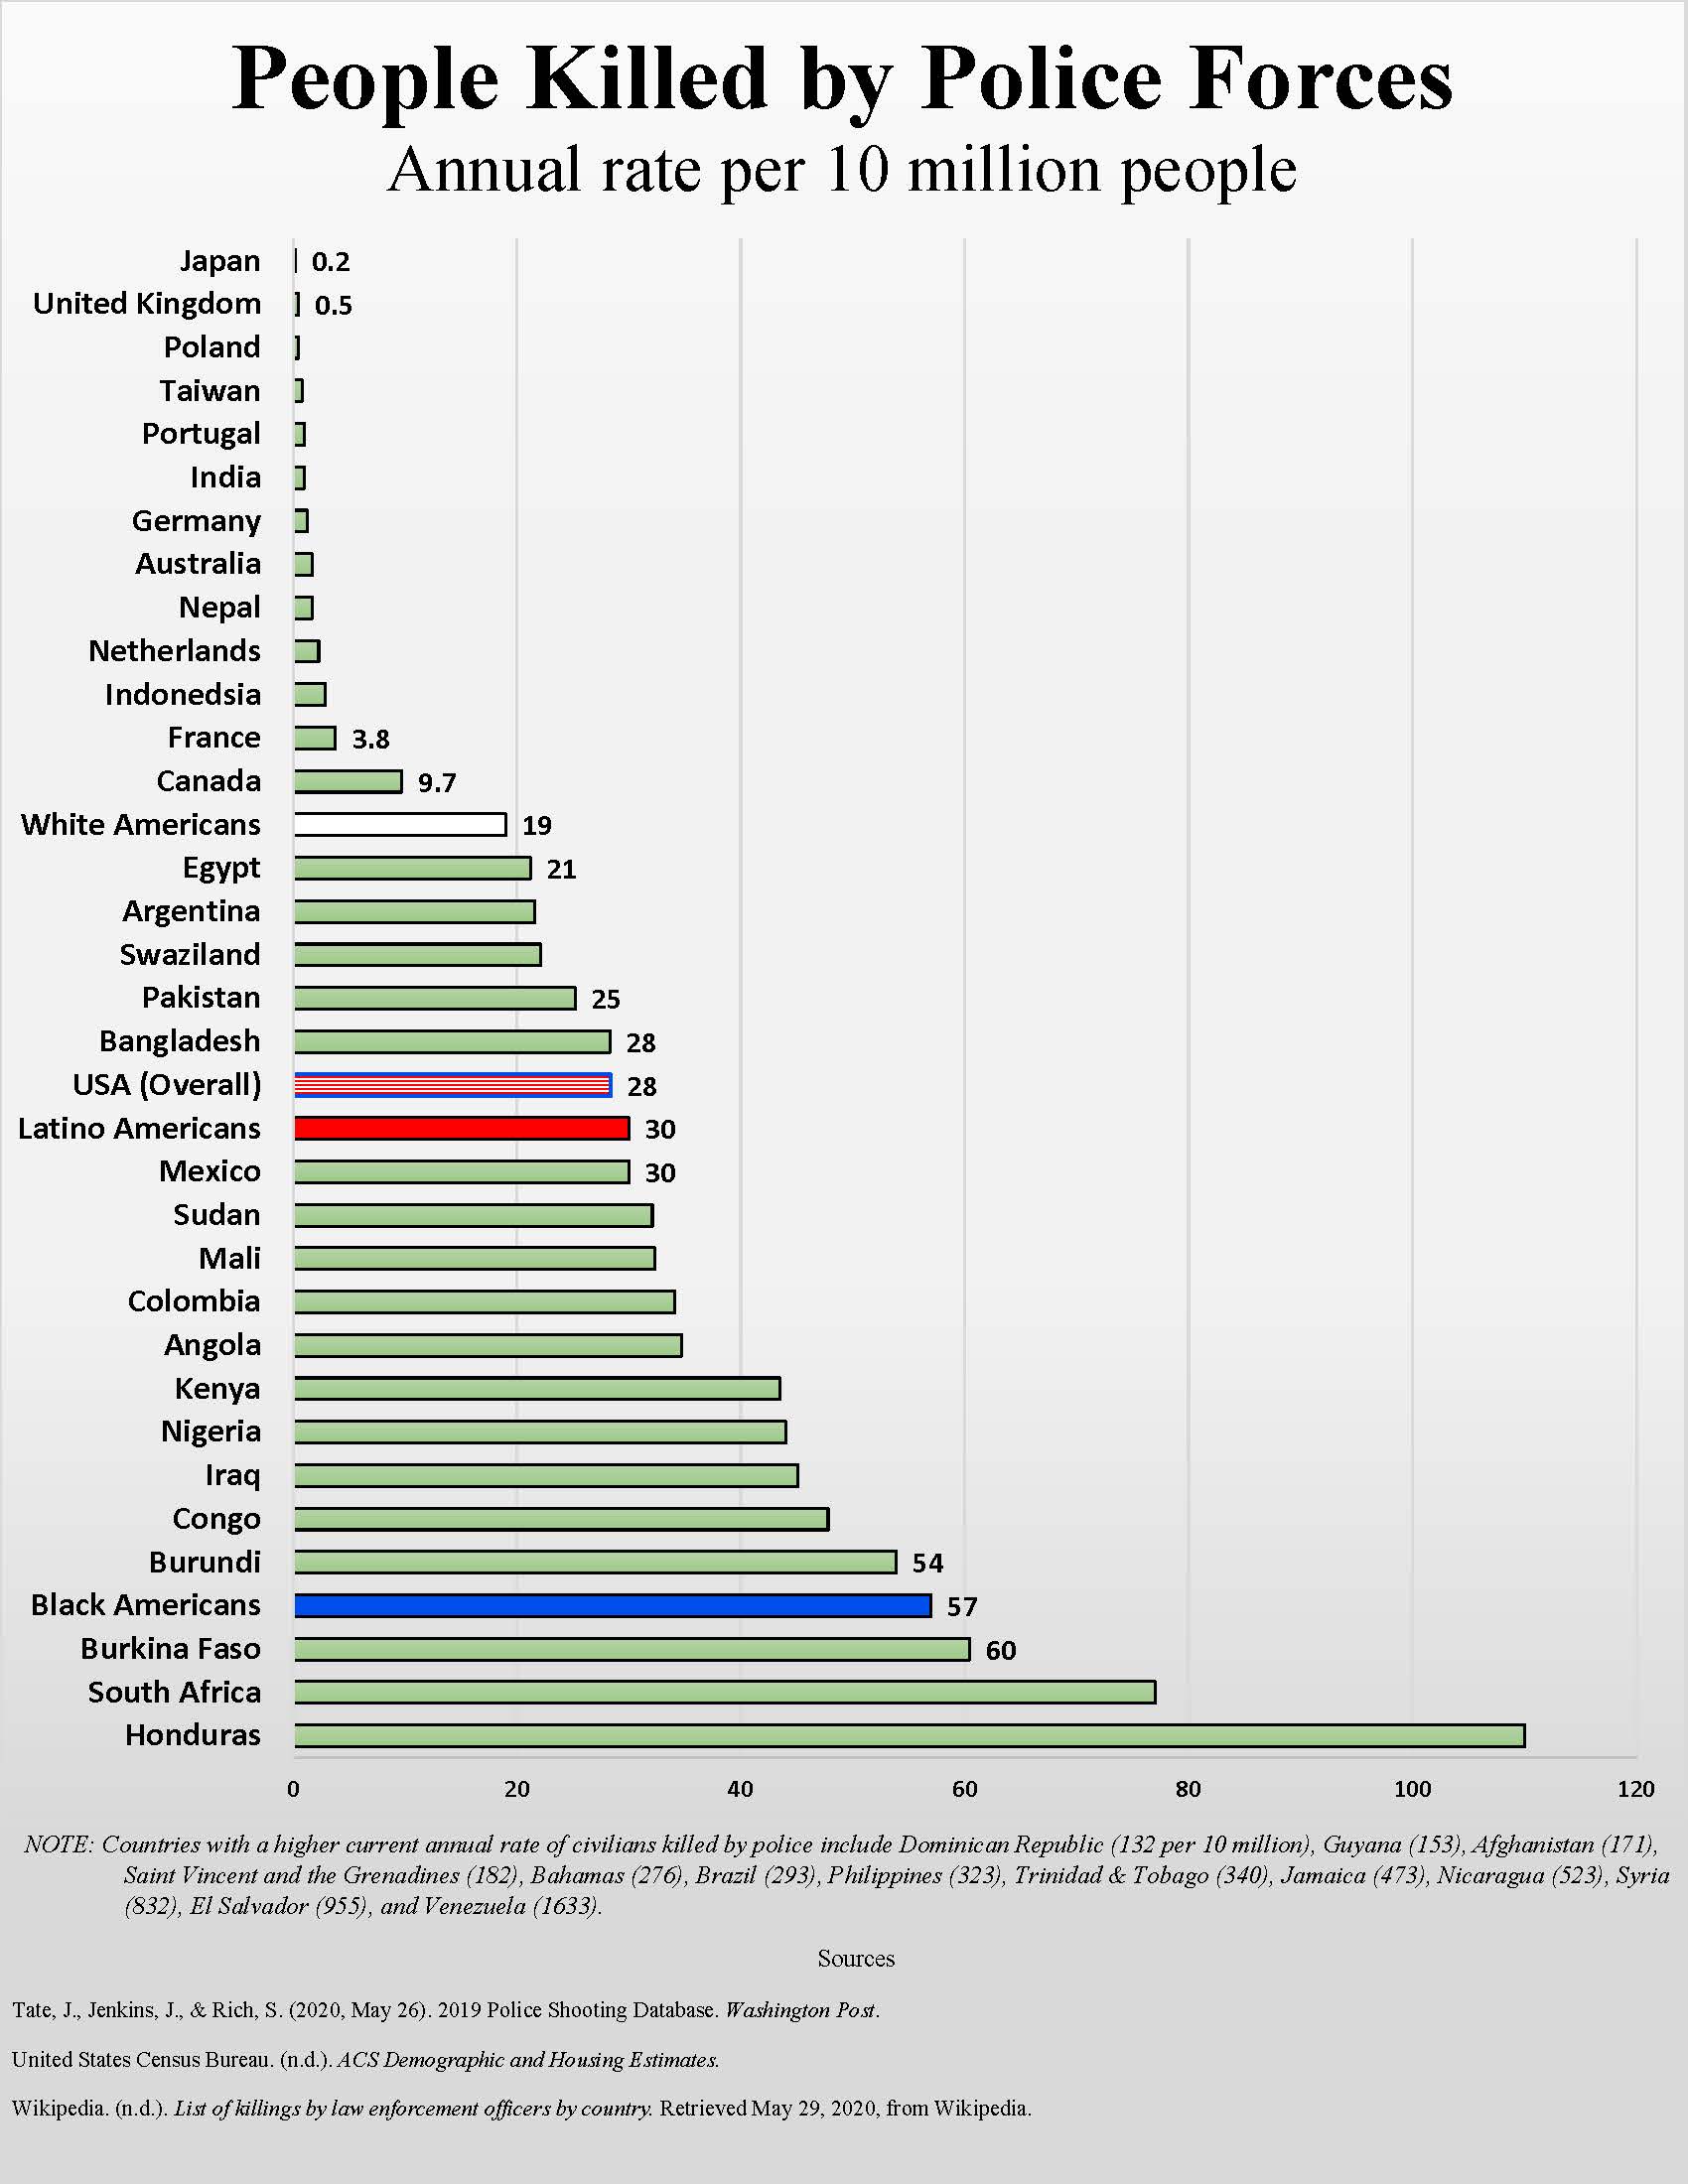 People Killed by Police Forces
Annual rate per 10 million people
Japan 0.2
United Kingdom 0.5
Poland
Taiwan
Portugal
India
Germany
Australia
Nepal
Netherlands
Indonedsia
France 3.8
Canada 9.7
White Americans 19
Egypt 21
Argentina
Swaziland
Pakistan 25
Bangladesh 28
USA (Overall) 28
Latino Americans 30
Mexico 30
Sudan
Mali
Colombia
Angola
Kenya
Nigeria
Iraq
Congo
Burundi 54
Black Americans 57
Burkina Faso 60
South Africa
Honduras
0 20 40 60 80 100 120
NOTE: Countries with a higher current annual rate of civilians killed by police include Dominican Republic (132 per 10 million), Guyana (153), Afghanistan (171),
Saint Vincent and the Grenadines (182), Bahamas (276), Brazil (293), Philippines (323), Trinidad & Tobago (340), Jamaica (473), Nicaragua (523), Syria
(832), El Salvador (955), and Venezuela (1633).
Sources
Tate, J., Jenkins, J., & Rich, S. (2020, May 26). 2019 Police Shooting Database. Washington Post.
United States Census Bureau. (n.d.). ACS Demographic and Housing Estimates.
Wikipedia. (n.d.). List of killings by law enforcement officers by country. Retrieved May 29, 2020, from Wikipedia.